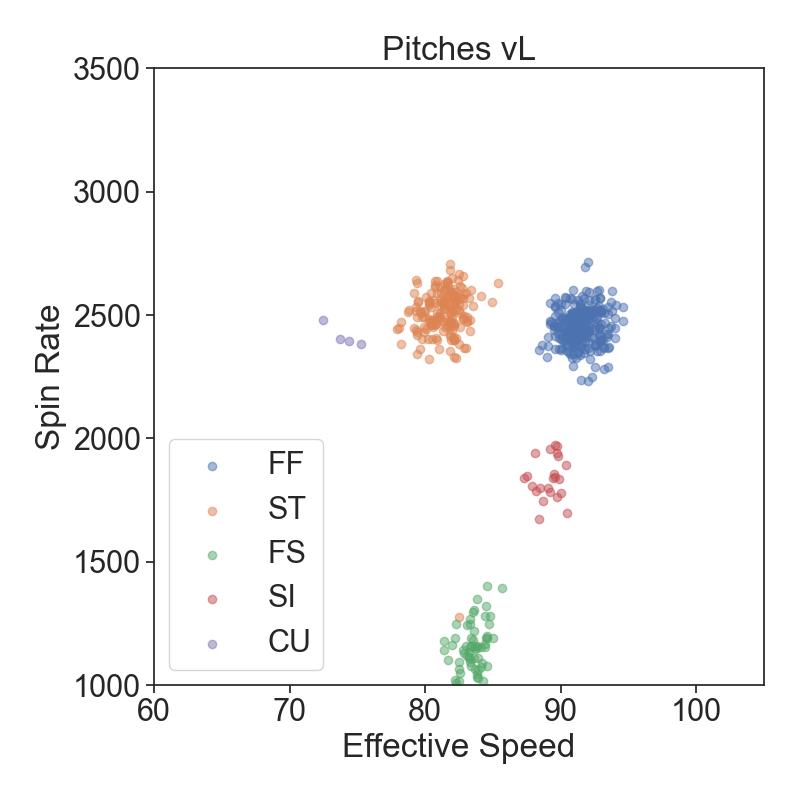 Pitches vL
3500
3000
2500
2000
1500
1000
Spin Rate
FF
ST
FS
SI
CU
60 70 80 90 100
Effective Speed